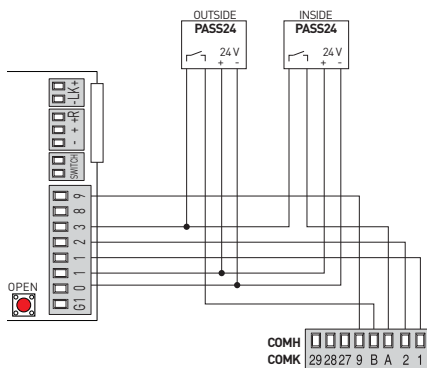 OUTSIDE
PASS24
24 V
+ -
INSIDE
PASS24
24 V
+ -
-LK+
- + +R
SWITCH
9
8
3
2
1
1
0
G1
OPEN
COMH
COMK 29 28 27 9 B A 2 1